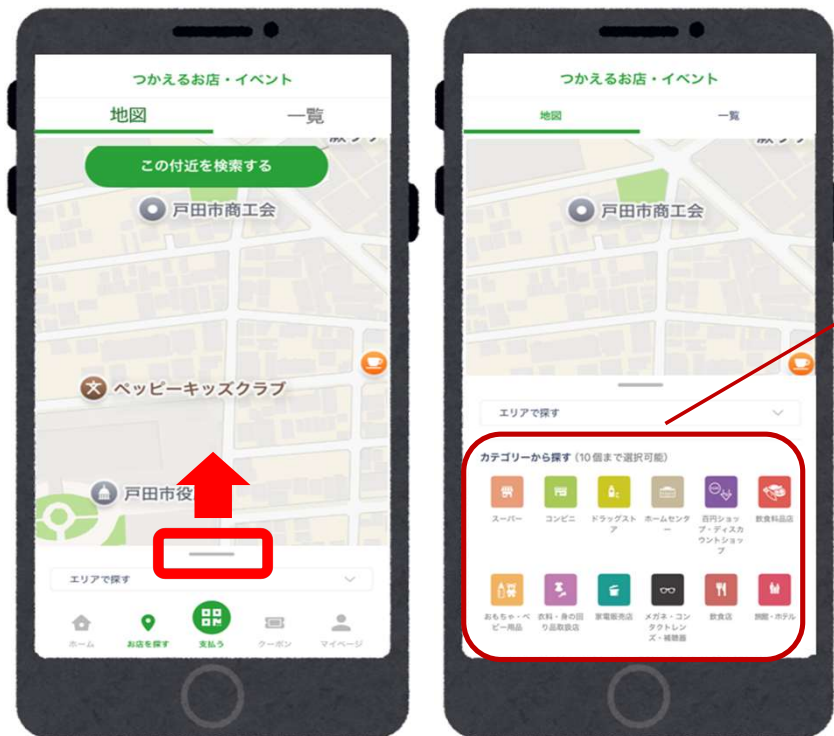 つかえるお店・イベント
地図
一覧
この付近を検索する
戸田市商工会
ペッピーキッズクラブ
戸田市役
エリアで探す
ホーム
お店を探す
支払う
クーポン
マイページ
つかえるお店・イベント
地図
一覧
戸田市商工会
エリアで探す
カテゴリーから探す (10個まで選択可能)
スーパー
コンビニ
ドラッグスト
ア
ホームセンタ
ー
百円ショッ
プ・ディスカ
ウントショッ
プ
飲食料品店
おもちゃ・ベ
ビー用品
衣料・身の回
り品取扱店
家電販売店
メガネ・コン
タクトレン
ズ・補聴器
飲食店
旅館・ホテル